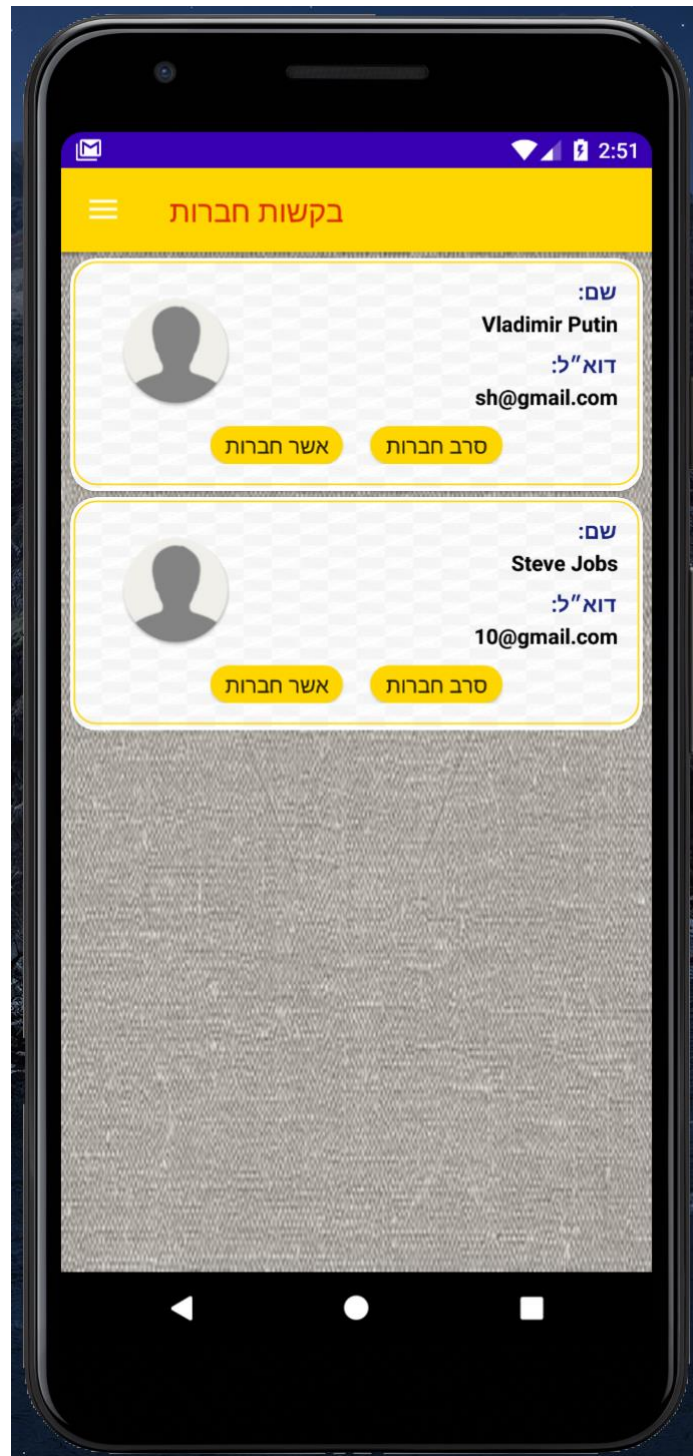 2:51
בקשות חברות
שם:
Vladimir Putin
דוא״ל:
sh@gmail.com
סרב חברות אשר חברות
שם:
Steve Jobs
דוא״ל:
10@gmail.com
סרב חברות אשר חברות